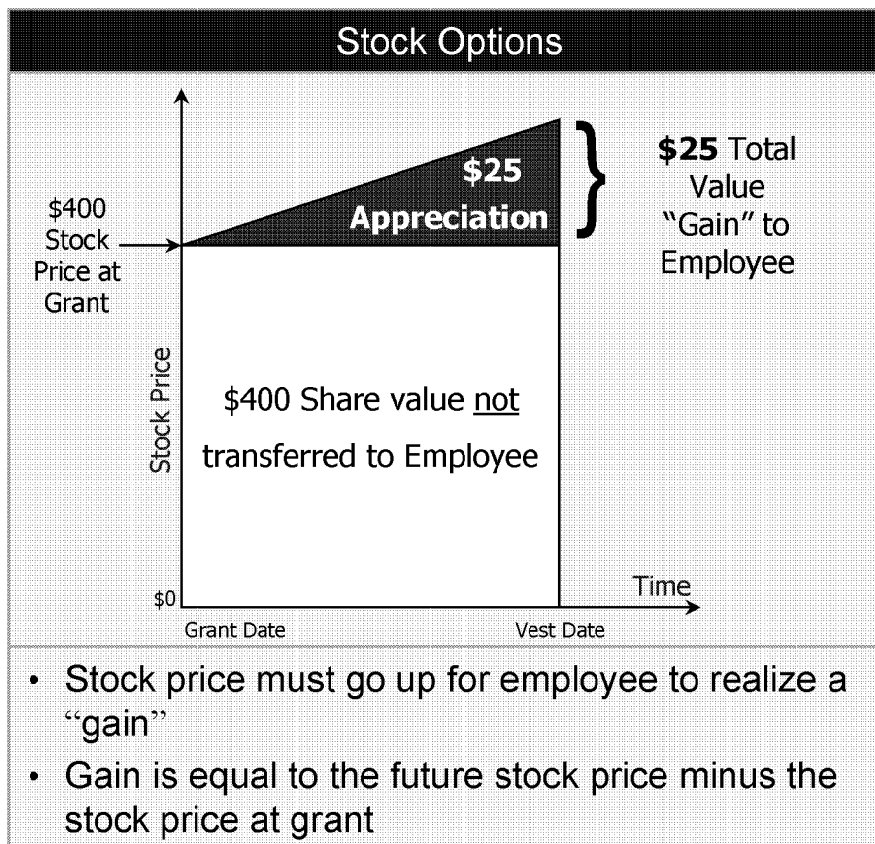 Stock Options
$400
Stock
Price at
Grant
$25
Appreciation
}
$25 Total
Value
“Gain” to
Employee
Stock Price
$400 Share value not
transferred to Employee
$0
Time
Grant Date
Vest Date
• Stock price must go up for employee to realize a
“gain”
• Gain is equal to the future stock price minus the
stock price at grant